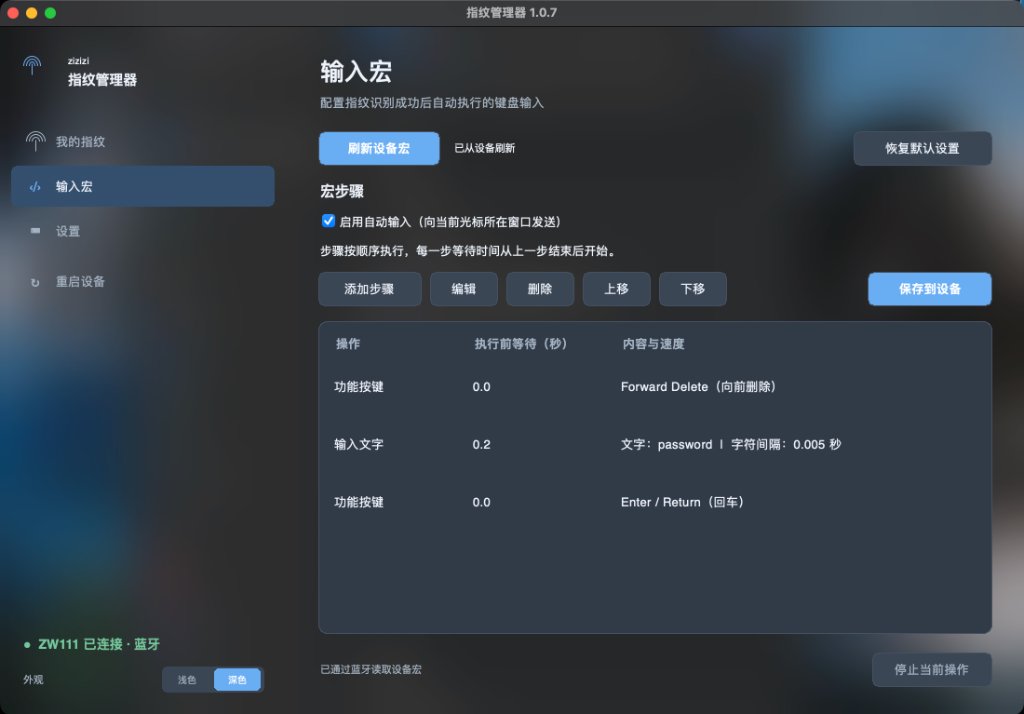 指纹管理器 1.0.7
zizizi
指纹管理器
我的指纹
输入宏
设置
重启设备
ZW111 已连接 · 蓝牙
外观
浅色
深色
输入宏
配置指纹识别成功后自动执行的键盘输入
刷新设备宏
已从设备刷新
恢复默认设置
宏步骤
启用自动输入（向当前光标所在窗口发送）
步骤按顺序执行，每一步等待时间从上一步结束后开始。
添加步骤
编辑
删除
上移
下移
保存到设备
操作 执行前等待（秒） 内容与速度
功能按键 0.0 Forward Delete（向前删除）
输入文字 0.2 文字：password | 字符间隔：0.005 秒
功能按键 0.0 Enter / Return（回车）
已通过蓝牙读取设备宏
停止当前操作